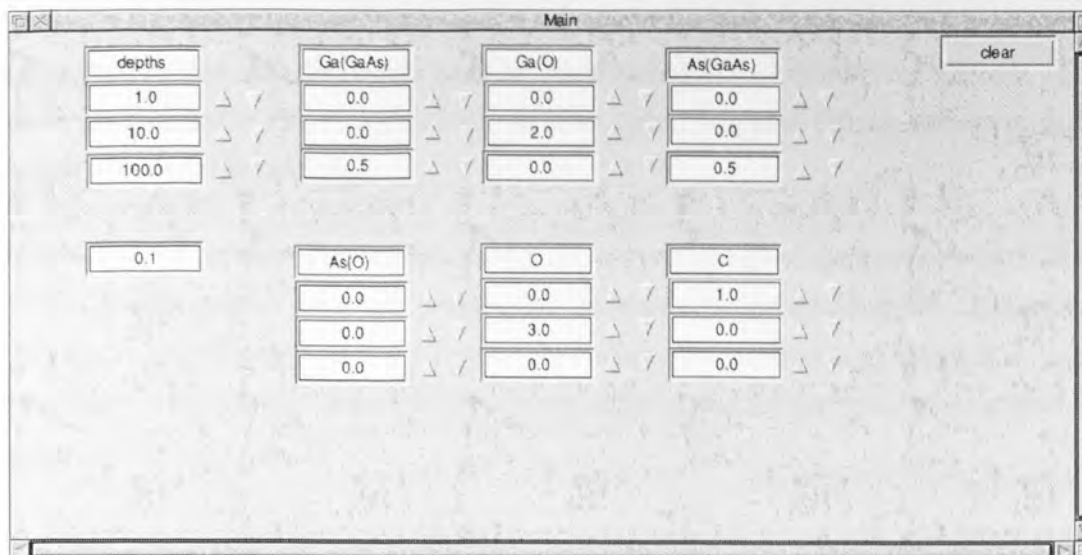 Main
depths Ga(GaAs) Ga(O) As(GaAs) clear
1.0 0.0 0.0 0.0
10.0 0.0 2.0 0.0
100.0 0.5 0.0 0.5
0.1 As(O) O C
0.0 0.0 1.0
0.0 3.0 0.0
0.0 0.0 0.0